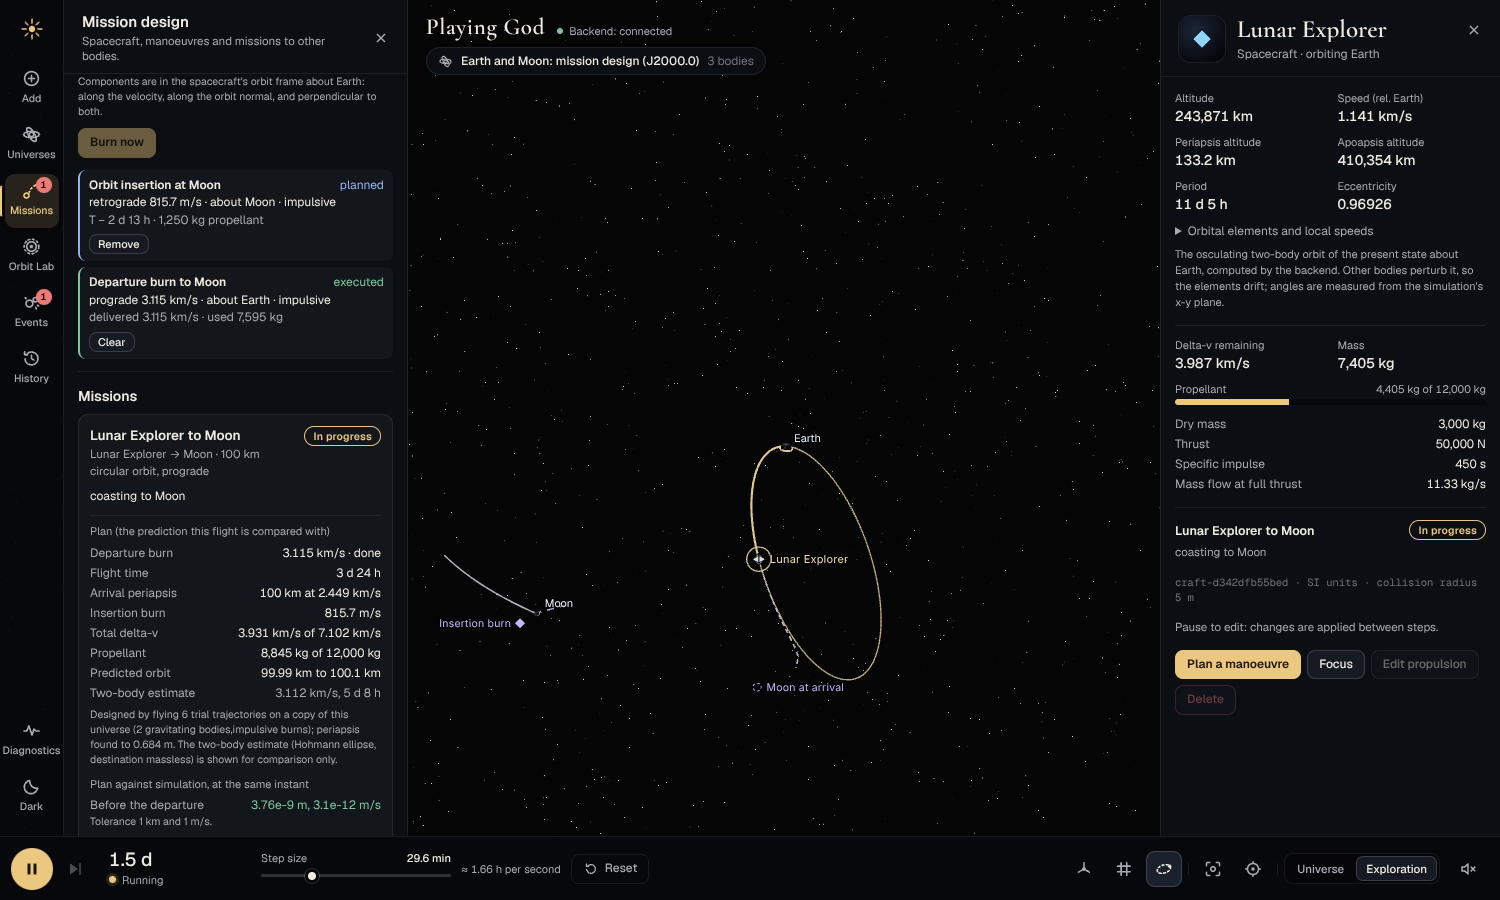 Add
Universes
1
Missions
Orbit Lab
1
Events
History
Diagnostics
Dark
Mission design
Spacecraft, manoeuvres and missions to other
bodies.
Components are in the spacecraft's orbit frame about Earth:
along the velocity, along the orbit normal, and perpendicular to
both.
Burn now
Orbit insertion at Moon planned
retrograde 815.7 m/s · about Moon · impulsive
T − 2 d 13 h · 1,250 kg propellant
Remove
Departure burn to Moon executed
prograde 3.115 km/s · about Earth · impulsive
delivered 3.115 km/s · used 7,595 kg
Clear
Missions
Lunar Explorer to Moon In progress
Lunar Explorer → Moon · 100 km
circular orbit, prograde
coasting to Moon
Plan (the prediction this flight is compared with)
Departure burn 3.115 km/s · done
Flight time 3 d 24 h
Arrival periapsis 100 km at 2.449 km/s
Insertion burn 815.7 m/s
Total delta-v 3.931 km/s of 7.102 km/s
Propellant 8,845 kg of 12,000 kg
Predicted orbit 99.99 km to 100.1 km
Two-body estimate 3.112 km/s, 5 d 8 h
Designed by flying 6 trial trajectories on a copy of this
universe (2 gravitating bodies,impulsive burns); periapsis
found to 0.684 m. The two-body estimate (Hohmann ellipse,
destination massless) is shown for comparison only.
Plan against simulation, at the same instant
Before the departure 3.76e-9 m, 3.1e-12 m/s
Tolerance 1 km and 1 m/s.
Playing God Backend: connected
Earth and Moon: mission design (J2000.0) 3 bodies
Earth
Lunar Explorer
Moon
Insertion burn
Moon at arrival
Lunar Explorer
Spacecraft · orbiting Earth
Altitude Speed (rel. Earth)
243,871 km 1.141 km/s
Periapsis altitude Apoapsis altitude
133.2 km 410,354 km
Period Eccentricity
11 d 5 h 0.96926
Orbital elements and local speeds
The osculating two-body orbit of the present state about
Earth, computed by the backend. Other bodies perturb it, so
the elements drift; angles are measured from the simulation's
x-y plane.
Delta-v remaining Mass
3.987 km/s 7,405 kg
Propellant 4,405 kg of 12,000 kg
Dry mass 3,000 kg
Thrust 50,000 N
Specific impulse 450 s
Mass flow at full thrust 11.33 kg/s
Lunar Explorer to Moon In progress
coasting to Moon
craft-d342dfb55bed · SI units · collision radius
5 m
Pause to edit: changes are applied between steps.
Plan a manoeuvre Focus Edit propulsion
Delete
1.5 d
Running
Step size 29.6 min
≈ 1.66 h per second
Reset
Universe Exploration